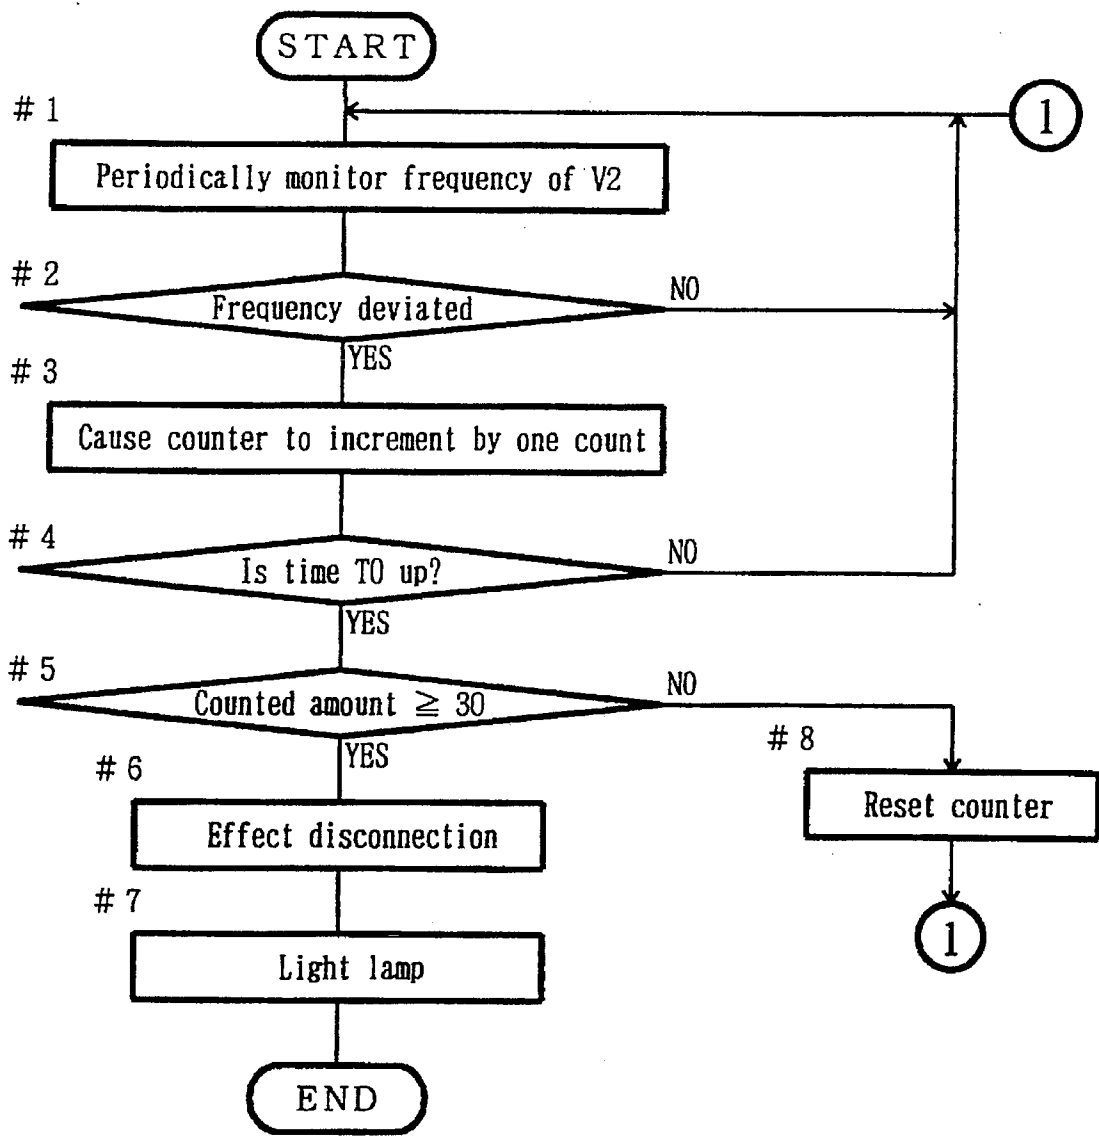 START
# 1
1
Periodically monitor frequency of V2
# 2
Frequency deviated
NO
YES
# 3
Cause counter to increment by one count
# 4
Is time T0 up?
NO
YES
# 5
Counted amount ≧ 30
NO
YES
# 8
# 6
Reset counter
Effect disconnection
# 7
1
Light lamp
END